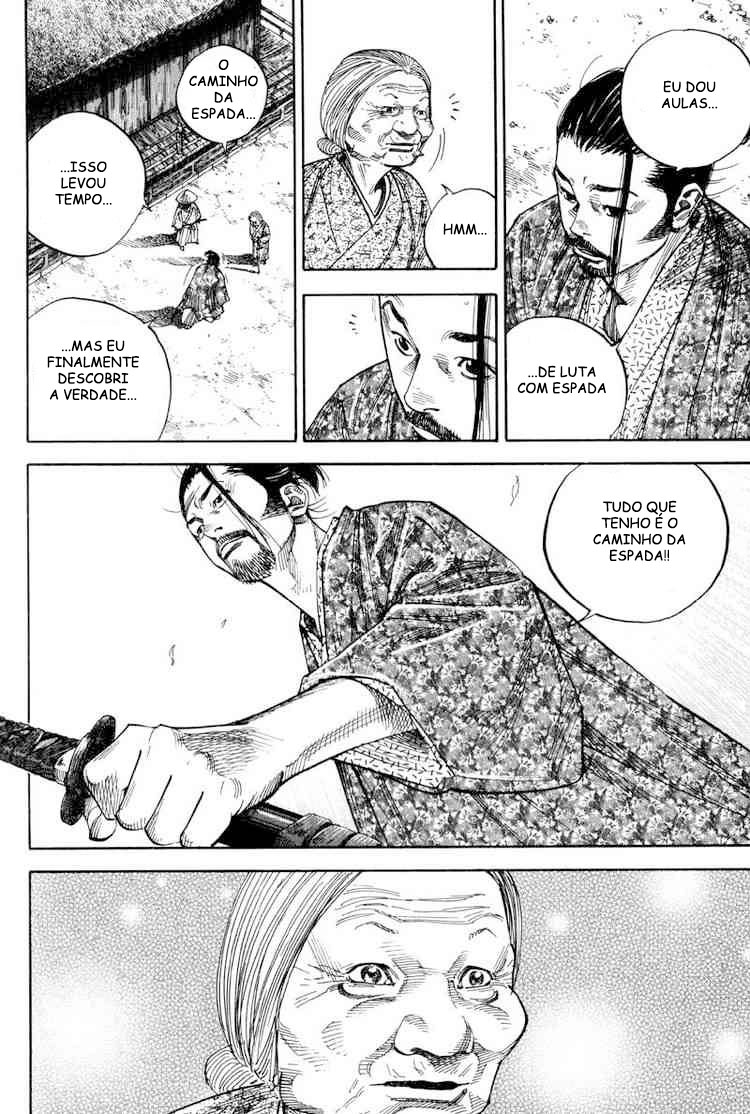 EU DOU
AULAS...
...DE LUTA
COM ESPADA
HMM...
O
CAMINHO
DA
ESPADA...
...ISSO
LEVOU
TEMPO...
...MAS EU
FINALMENTE
DESCOBRI
A VERDADE...
TUDO QUE
TENHO É O
CAMINHO DA
ESPADA!!